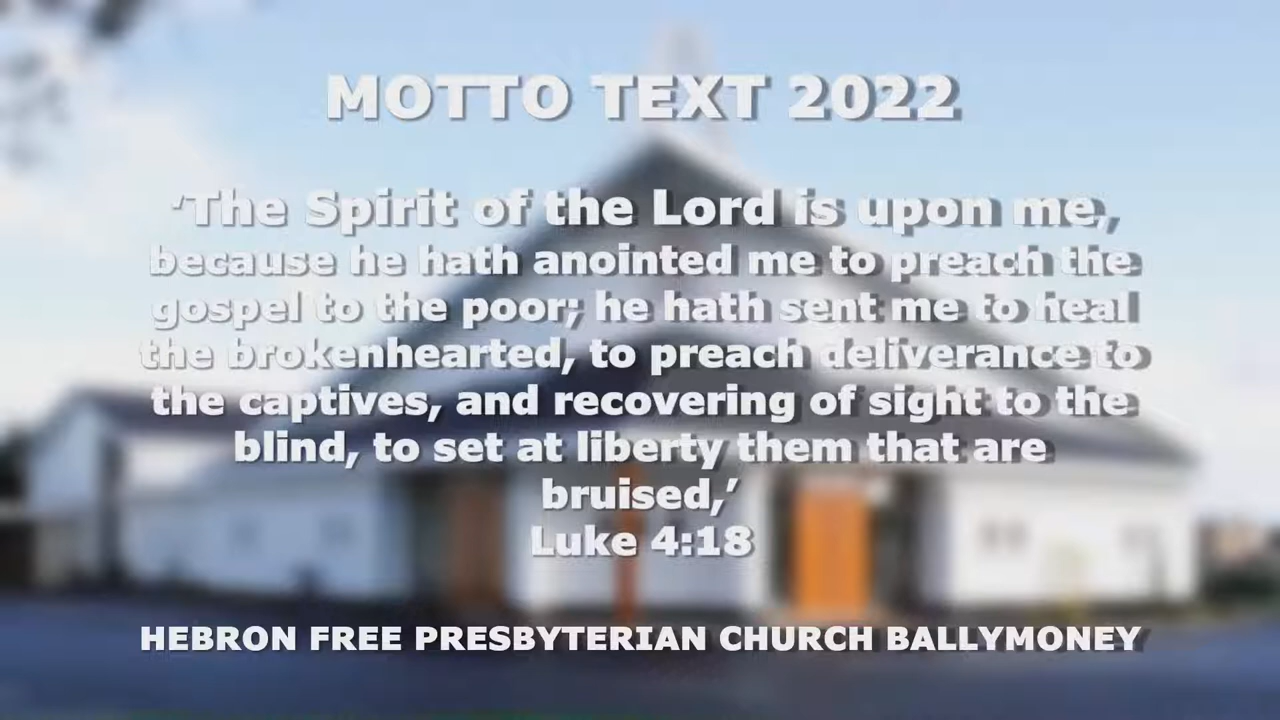 MOTTO TEXT 2022
‘The Spirit of the Lord is upon me,
because he hath anointed me to preach the
gospel to the poor; he hath sent me to heal
the brokenhearted, to preach deliverance to
the captives, and recovering of sight to the
blind, to set at liberty them that are
bruised,’
Luke 4:18
HEBRON FREE PRESBYTERIAN CHURCH BALLYMONEY